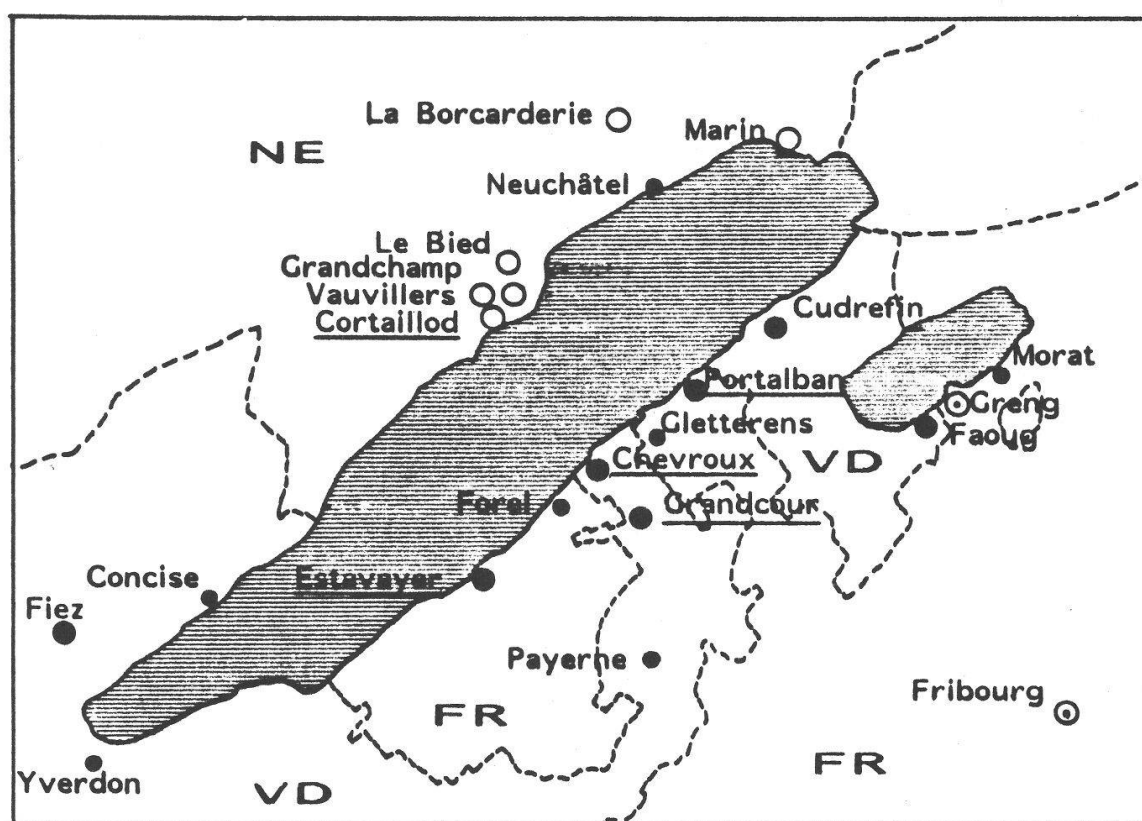 La Borcarderie
Marin
NE
Neuchâtel
Le Bied
Grandchamp
Vauvillers
Cortaillod
Cudrefin
Morat
Portalban
Greng
Gletterens
Faoug
Chevroux
VD
Forel
Grandcour
Concise
Estavayer
Fiez
Payerne
Fribourg
FR
FR
Yverdon
VD